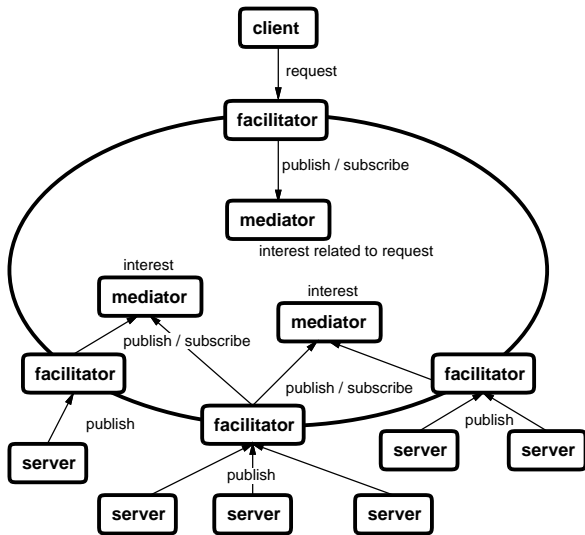 client
request
facilitator
publish / subscribe
mediator
interest related to request
interest
mediator
interest
mediator
publish / subscribe
facilitator
publish / subscribe
facilitator
publish
facilitator
publish
server
server
server
publish
server
server
server